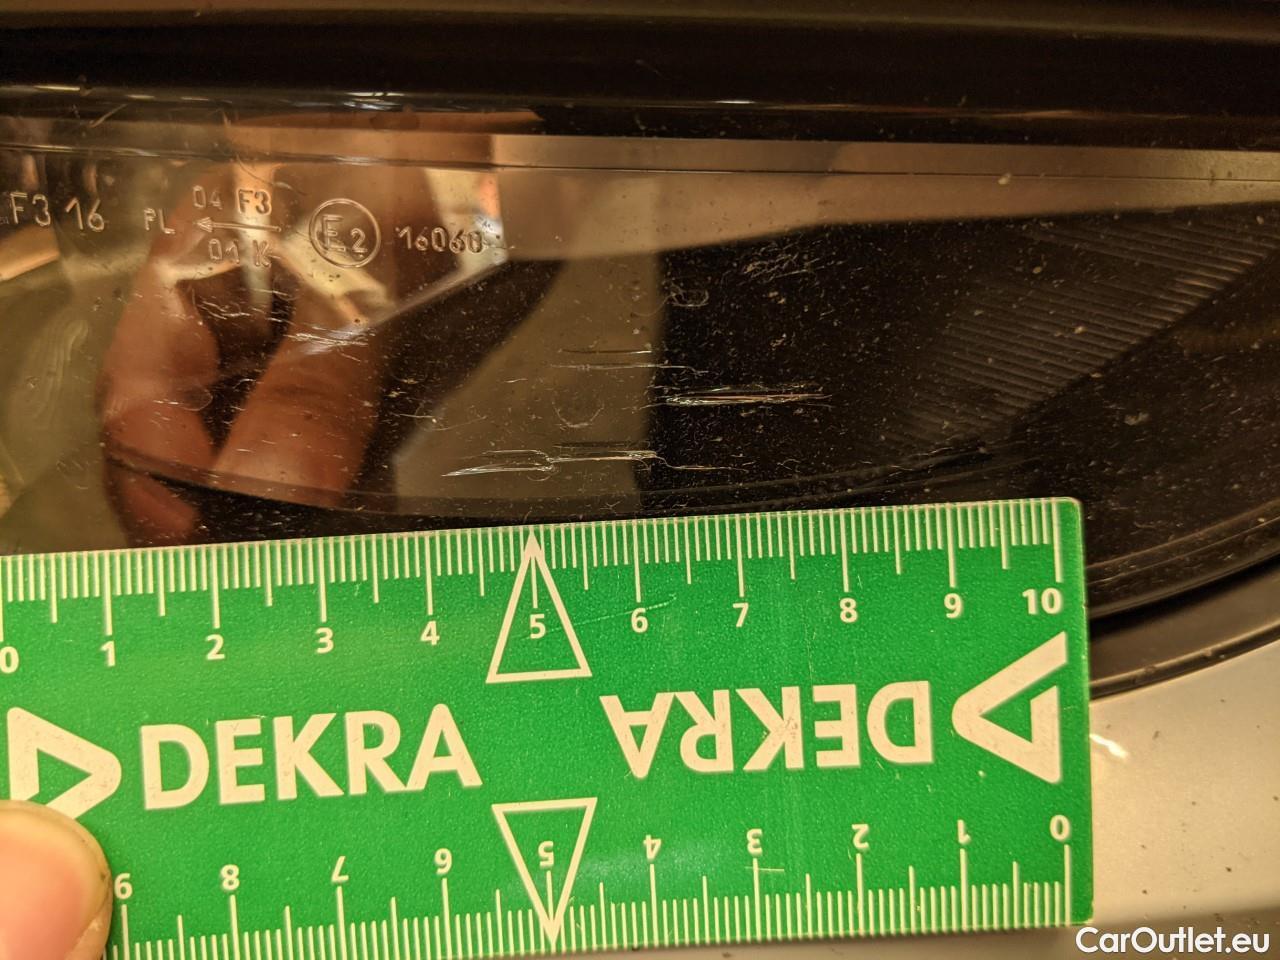 F3 16 PL 04 F3
01 K E2 16060
0 1 2 3 4 5 6 7 8 9 10
DEKRA DEKRA
9 8 7 6 5 4 3 2 1 0
CarOutlet.eu